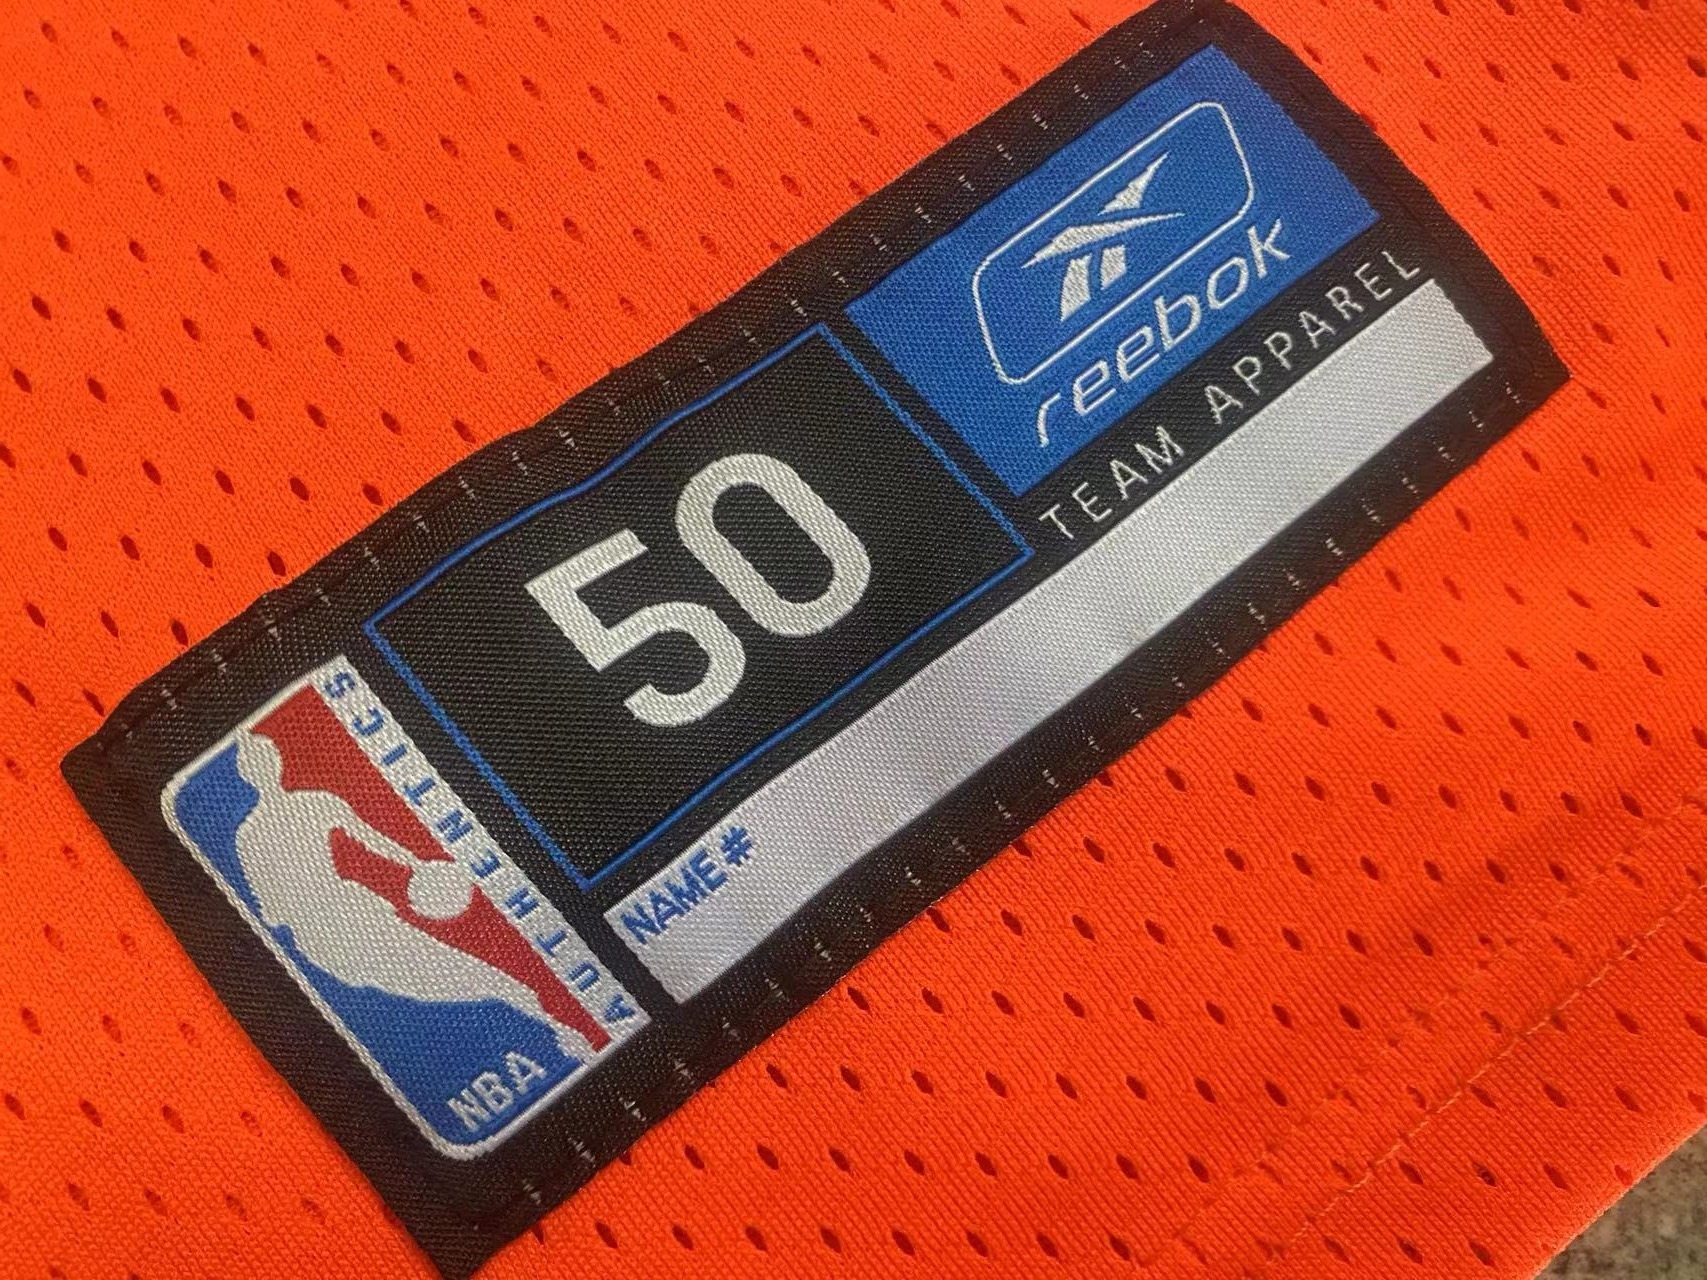 reebok
TEAM APPAREL
50
NAME#
AUTHENTICS
NBA